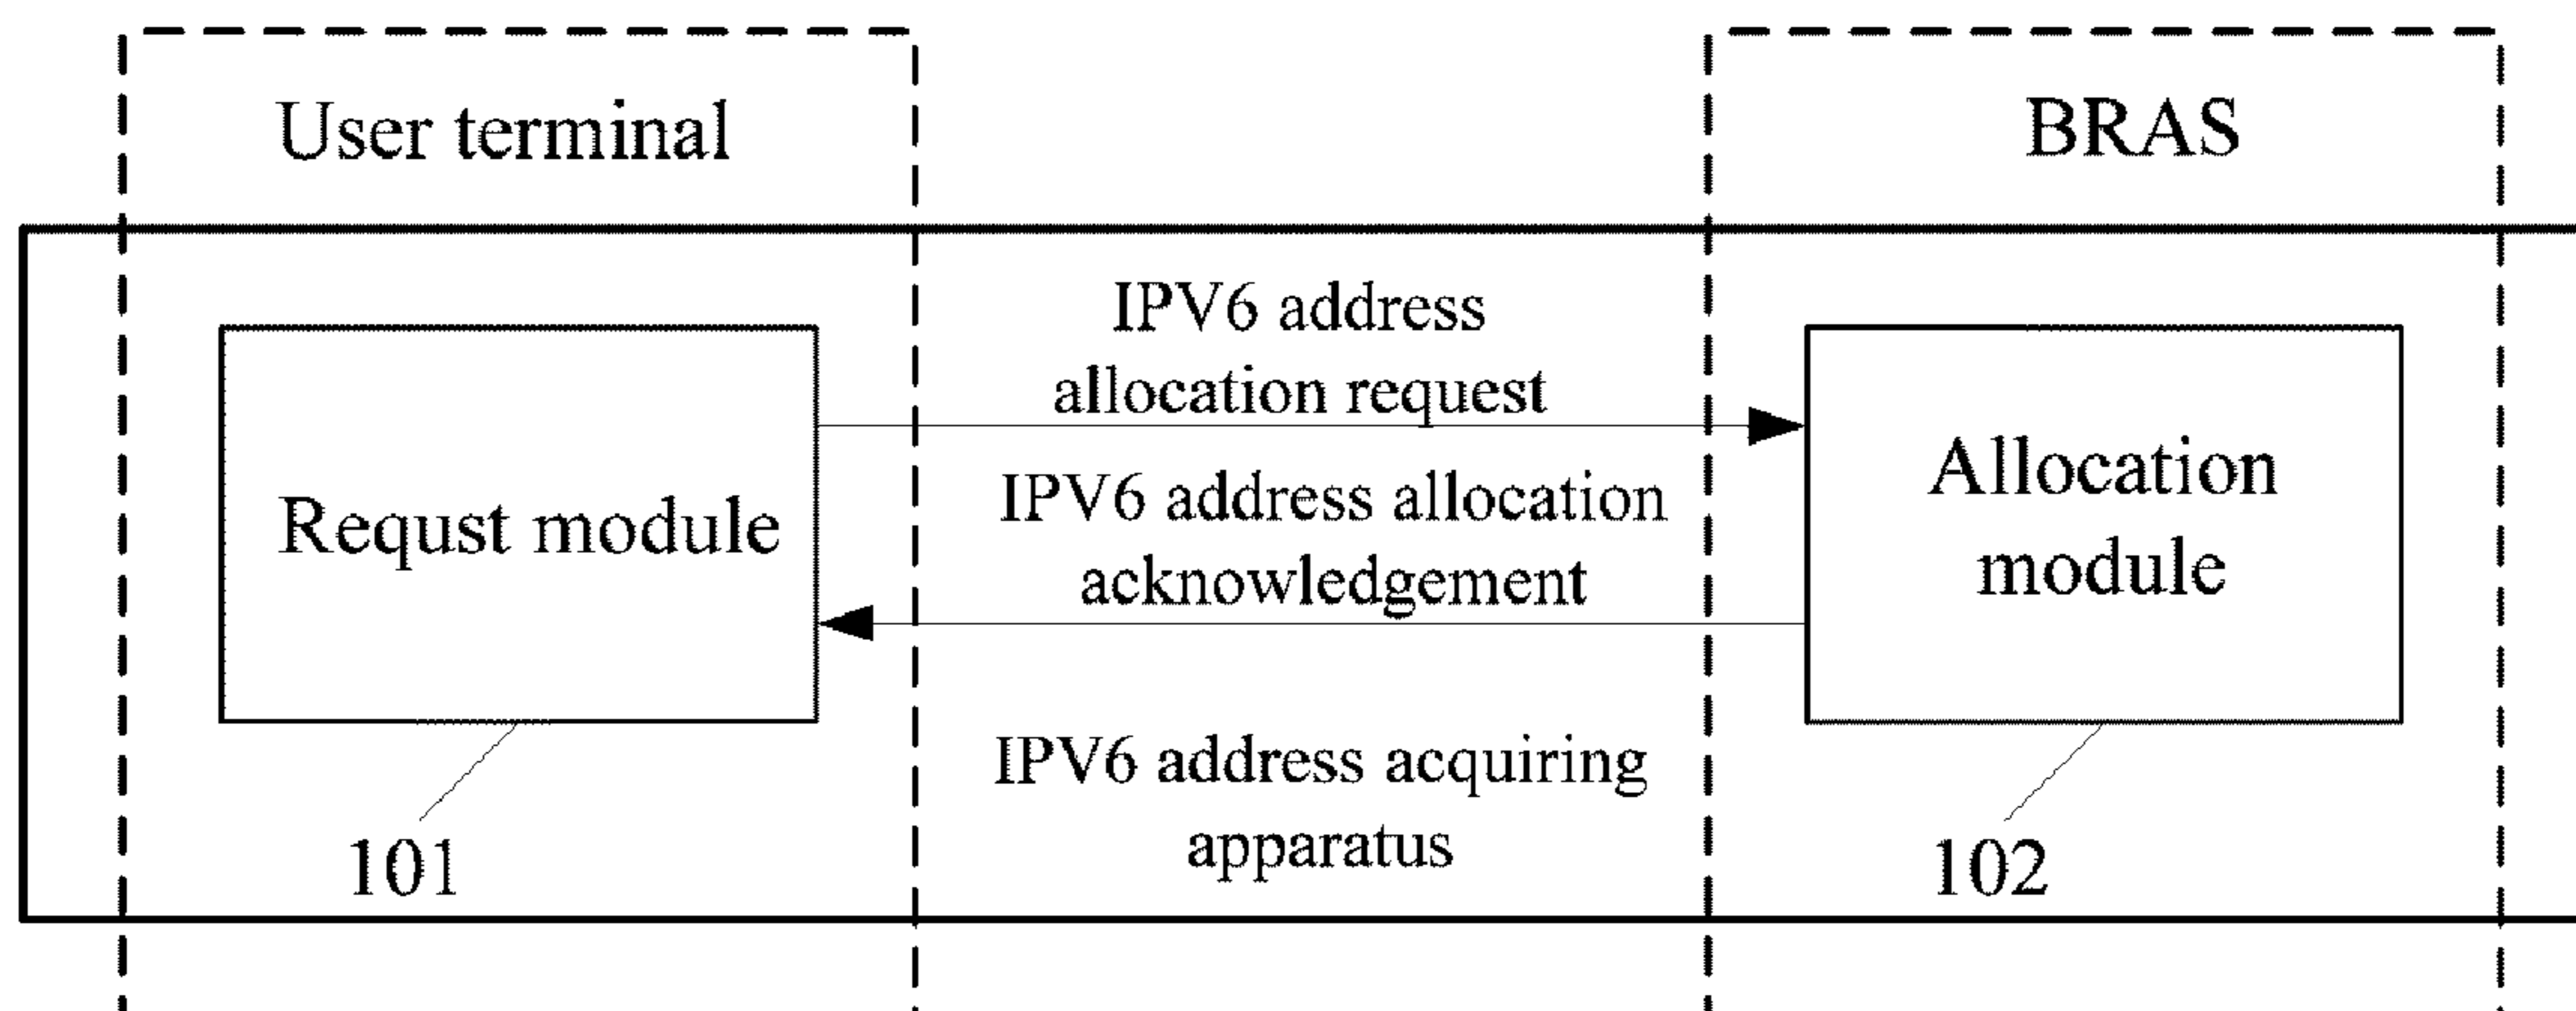 User terminal
BRAS
IPV6 address
allocation request
IPV6 address allocation
acknowledgement
Requst module
Allocation
module
IPV6 address acquiring
apparatus
101
102